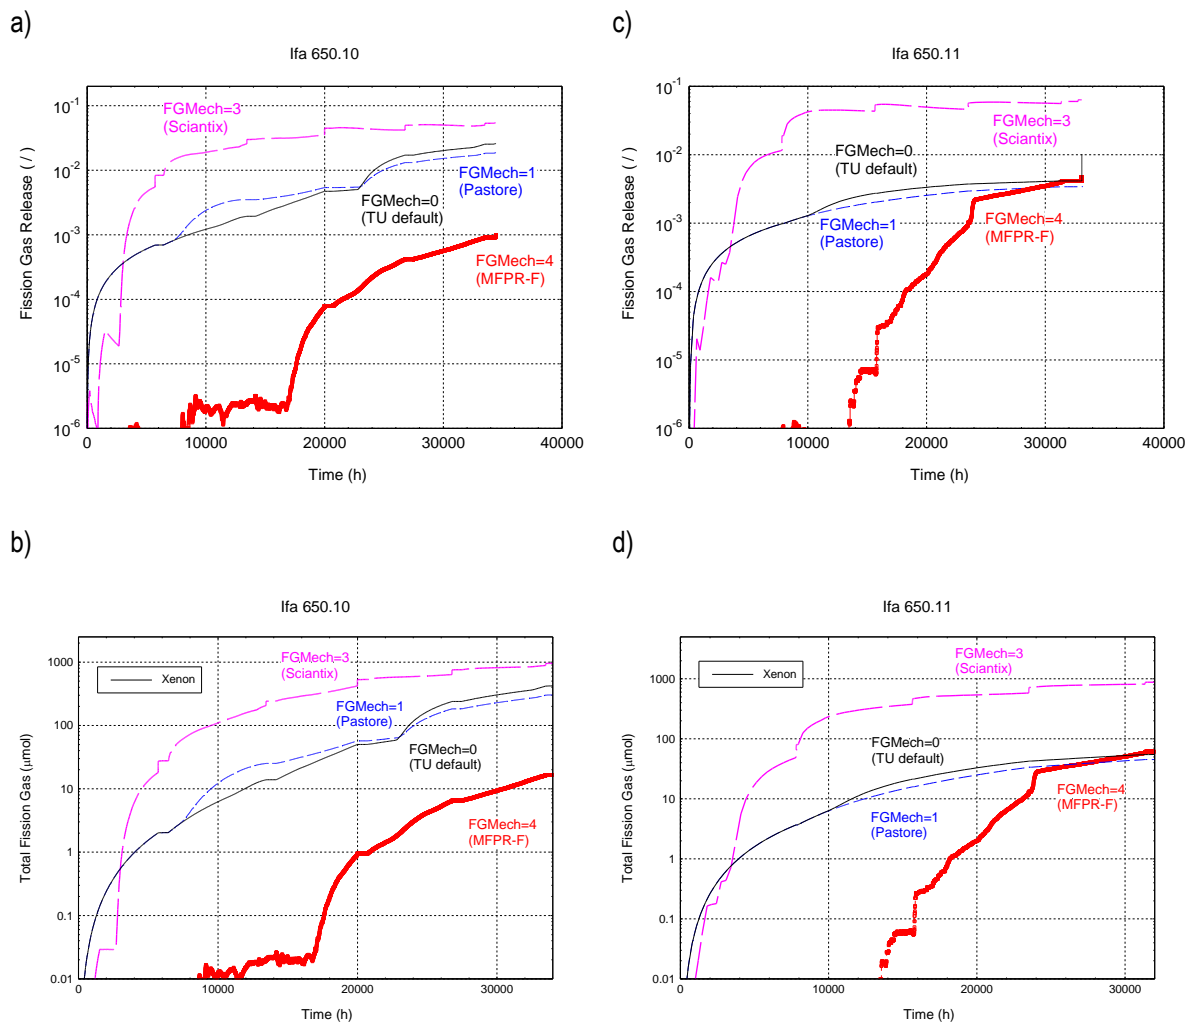 a)
Ifa 650.10
10-1
10-2
10-3
10-4
10-5
10-6
Fission Gas Release ( / )
FGMech=3
(Sciantix)
FGMech=1
(Pastore)
FGMech=0
(TU default)
FGMech=4
(MFPR-F)
0
10000
20000
30000
40000
Time (h)
c)
Ifa 650.11
10-1
10-2
10-3
10-4
10-5
10-6
Fission Gas Release ( / )
FGMech=3
(Sciantix)
FGMech=0
(TU default)
FGMech=1
(Pastore)
FGMech=4
(MFPR-F)
0
10000
20000
30000
40000
Time (h)
b)
Ifa 650.10
1000
100
10
1
0.1
0.01
Total Fission Gas (μmol)
Xenon
FGMech=3
(Sciantix)
FGMech=1
(Pastore)
FGMech=0
(TU default)
FGMech=4
(MFPR-F)
0
10000
20000
30000
Time (h)
d)
Ifa 650.11
1000
100
10
1
0.1
0.01
Total Fission Gas (μmol)
Xenon
FGMech=3
(Sciantix)
FGMech=0
(TU default)
FGMech=4
(MFPR-F)
FGMech=1
(Pastore)
0
10000
20000
30000
Time (h)